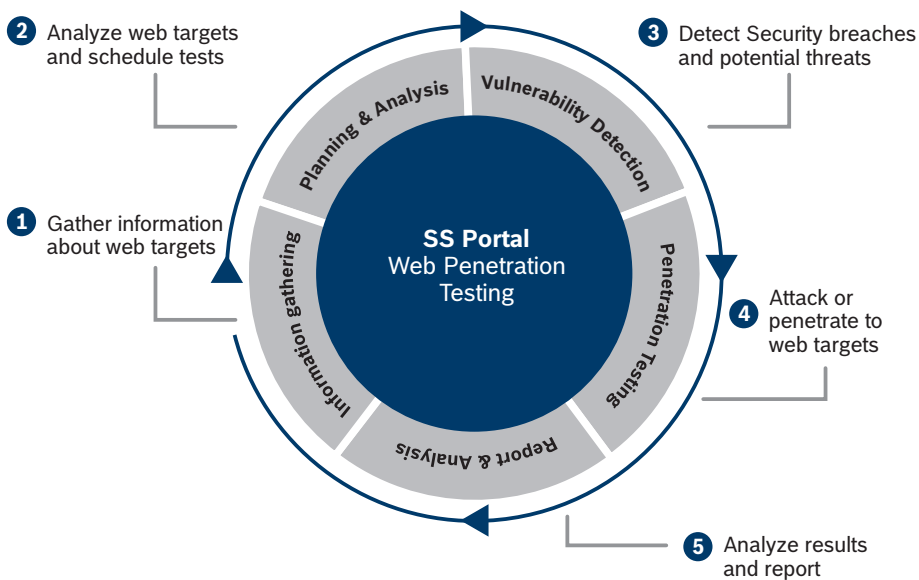 2 Analyze web targets
and schedule tests
3 Detect Security breaches
and potential threats
Planning & Analysis
Vulnerability Detection
1 Gather information
about web targets
Information gathering
SS Portal
Web Penetration
Testing
Penetration Testing
4 Attack or
penetrate to
web targets
Report & Analysis
5 Analyze results
and report